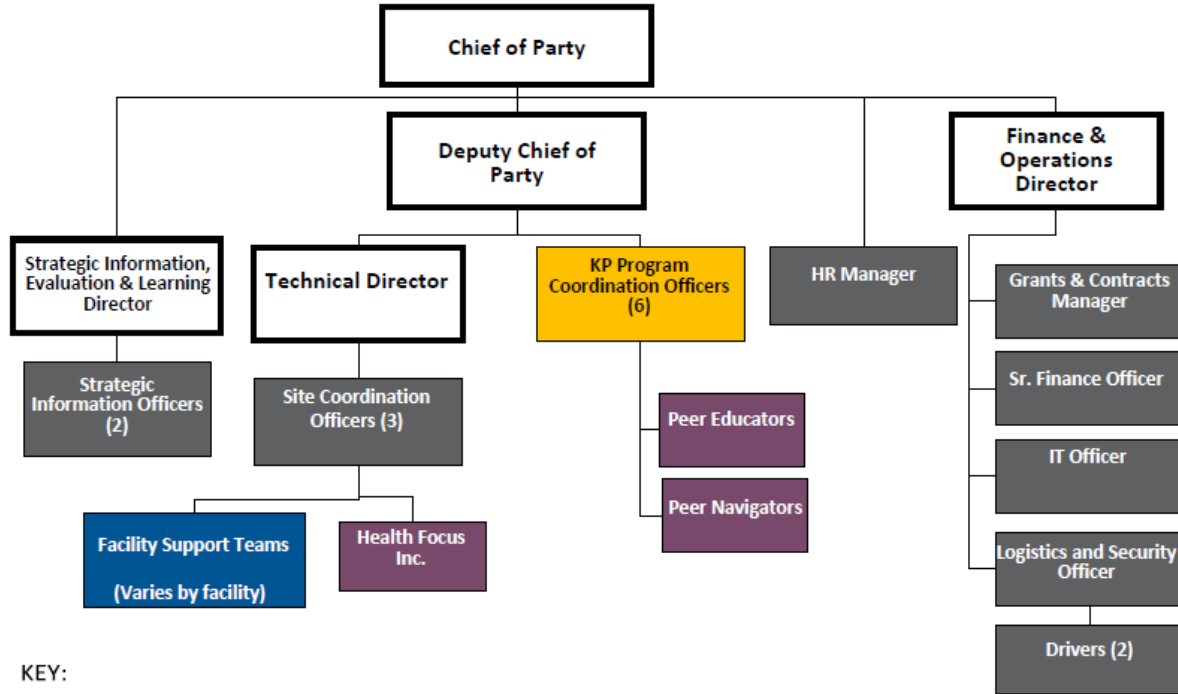 Chief of Party
Deputy Chief of
Party
Finance &
Operations
Director
Strategic Information,
Evaluation & Learning
Director
Technical Director
KP Program
Coordination Officers
(6)
HR Manager
Grants & Contracts
Manager
Strategic
Information Officers
(2)
Site Coordination
Officers (3)
Sr. Finance Officer
Peer Educators
IT Officer
Peer Navigators
Facility Support Teams
(Varies by facility)
Health Focus
Inc.
Logistics and Security
Officer
Drivers (2)
KEY: